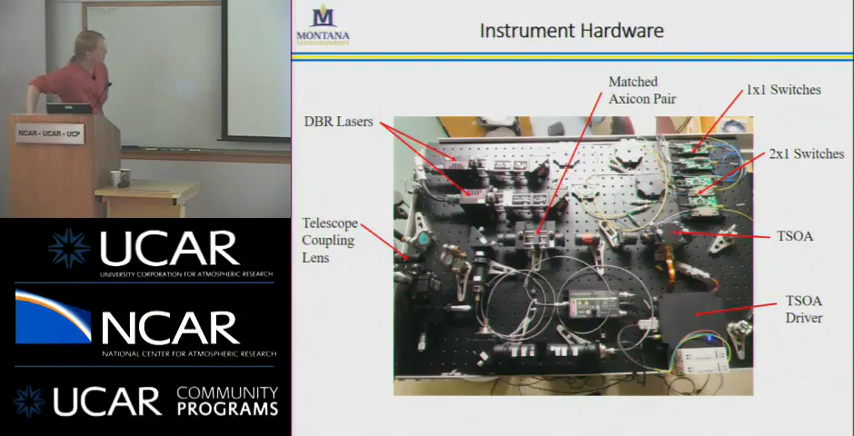 NCAR • UCAR • UCP
UCAR
UNIVERSITY CORPORATION FOR ATMOSPHERIC RESEARCH
NCAR
NATIONAL CENTER FOR ATMOSPHERIC RESEARCH
UCAR COMMUNITY PROGRAMS
MONTANA
Instrument Hardware
Matched
Axicon Pair
1x1 Switches
DBR Lasers
2x1 Switches
Telescope
Coupling
Lens
TSOA
TSOA
Driver